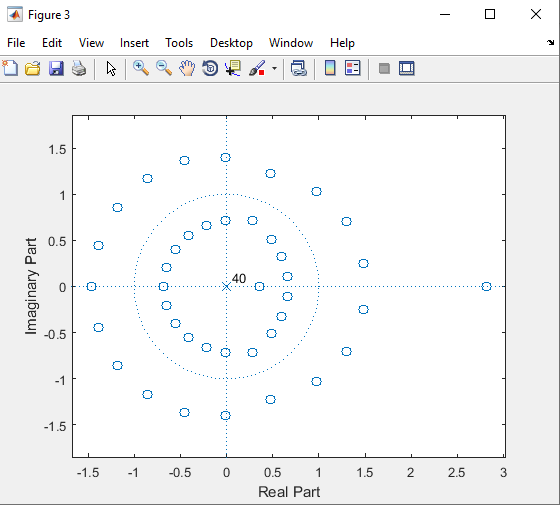 Figure 3
File Edit View Insert Tools Desktop Window Help
1.5
1
0.5
0
-0.5
-1
-1.5
Imaginary Part
40
-1.5 -1 -0.5 0 0.5 1 1.5 2 2.5 3
Real Part